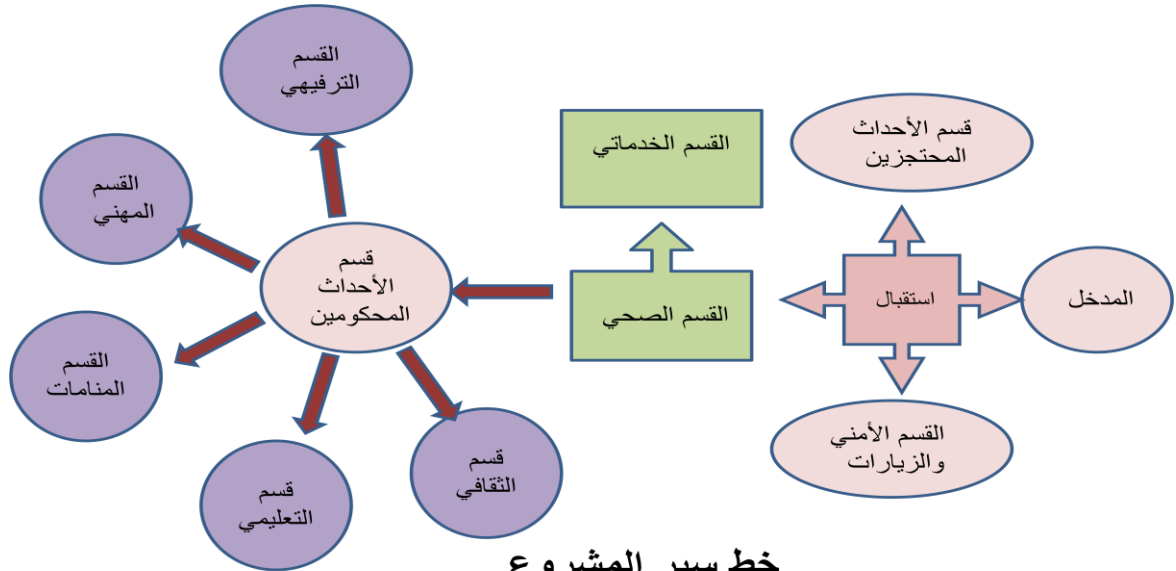 قسم الأحداث
المحتجزين
المدخل
استقبال
القسم الأمني
والزيارات
القسم الخدماتي
القسم الصحي
قسم
الأحداث
المحكومين
القسم
الترفيهي
القسم
المهني
القسم
المنامات
قسم
التعليمي
قسم
الثقافي
خط سير المشروع